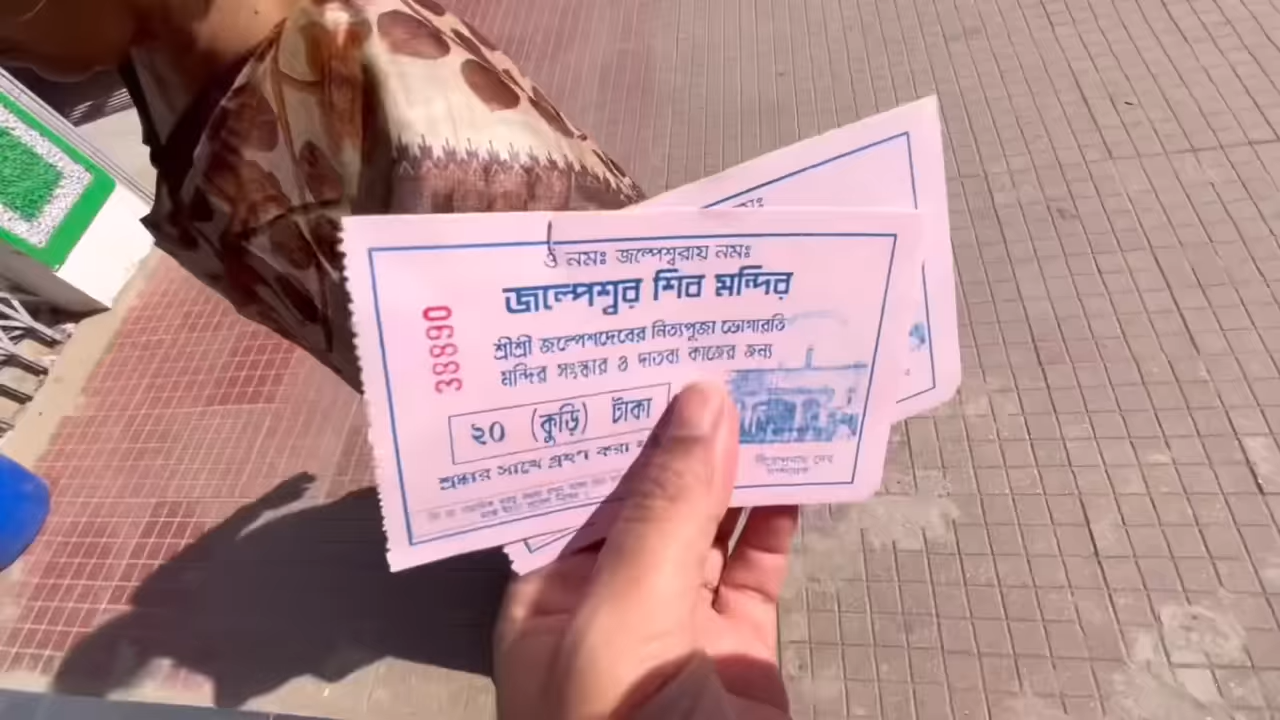 ওঁ নমঃ জল্পেশ্বরায় নমঃ
জল্পেশ্বর শিব মন্দির
শ্রীশ্রী জল্পেশদেবের নিত্যপূজা ভোগারতি
মন্দির সংস্কার ও দাতব্য কাজের জন্য
২০ (কুড়ি) টাকা
শ্রদ্ধার সাথে গ্রহণ করা
38890